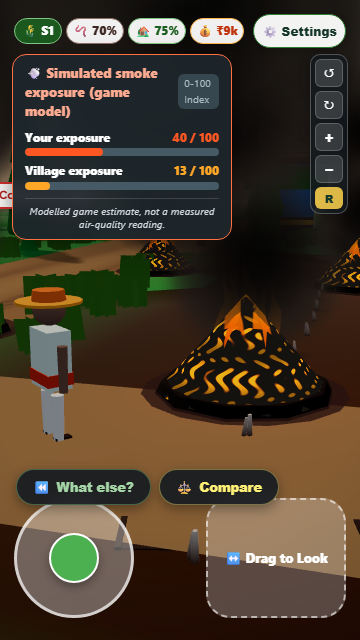 S1
70%
75%
₹9k
Settings
Simulated smoke
exposure (game
model)
0-100
Index
Your exposure
40 / 100
Village exposure
13 / 100
Modelled game estimate, not a measured
air-quality reading.
↺
↻
+
−
R
Co
What else?
Compare
Drag to Look